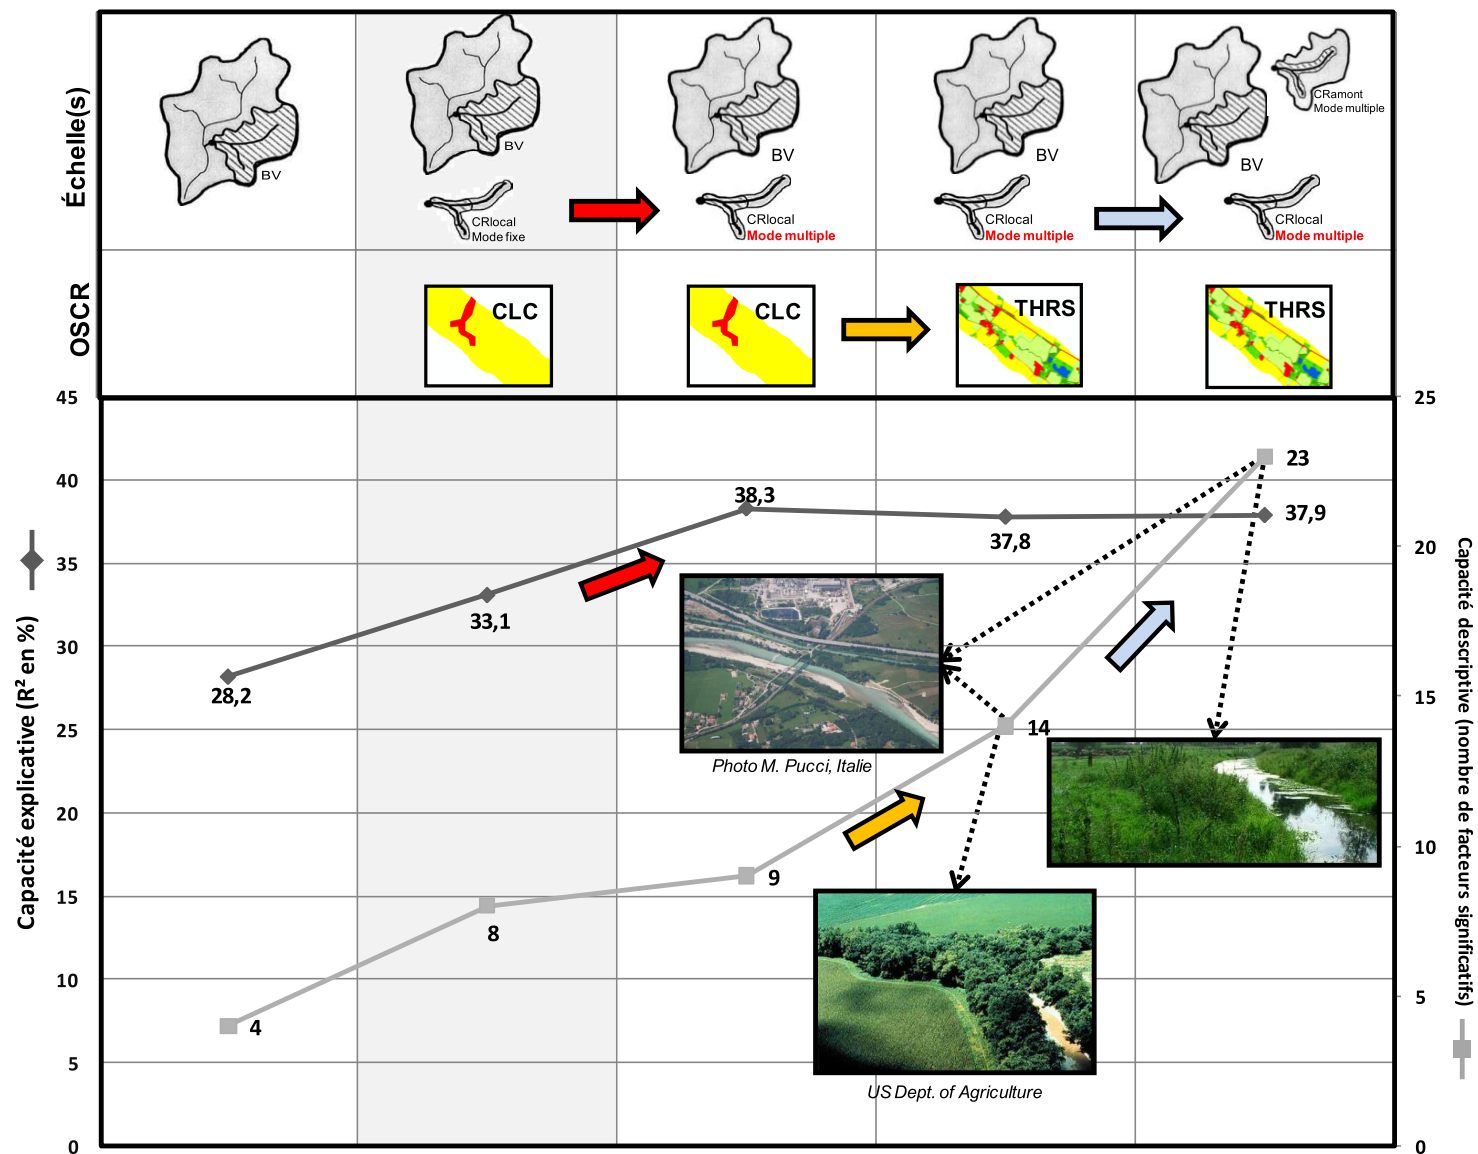 Échelle(s)
BV
BV
CRlocal
Mode fixe
BV
CRlocal
Mode multiple
BV
CRlocal
Mode multiple
CRamont
Mode multiple
BV
CRlocal
Mode multiple
OSCR
CLC
CLC
THRS
THRS
45
40
35
30
25
20
15
10
5
0
25
20
15
10
5
0
Capacité explicative (R² en %)
Capacité descriptive (nombre de facteurs significatifs)
28,2
33,1
38,3
37,8
37,9
4
8
9
14
23
Photo M. Pucci, Italie
US Dept. of Agriculture